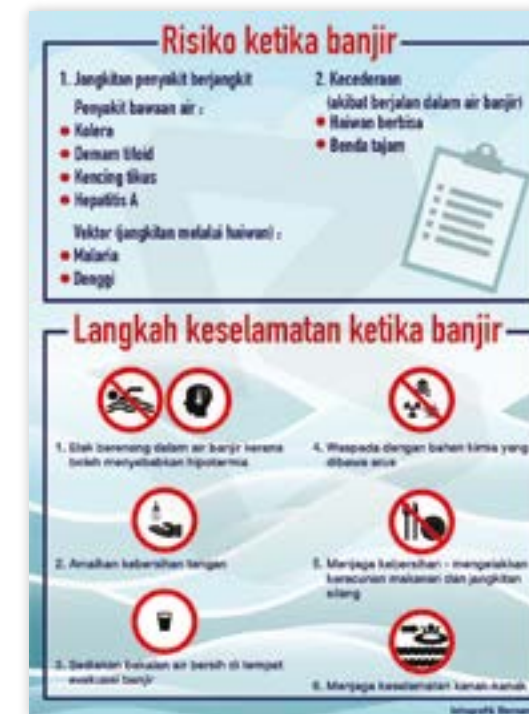 Risiko ketika banjir
1. Jangkitan penyakit berjangkit
Penyakit bawaan air :
Kolera
Demam tifoid
Kencing tikus
Hepatitis A
Vektor (jangkitan melalui haiwan) :
Malaria
Denggi
2. Kecederaan
(akibat berjalan dalam air banjir)
Haiwan berbisa
Benda tajam
Langkah keselamatan ketika banjir
1. Elak berenang dalam air banjir kerana
boleh menyebabkan hipotermia
2. Amalkan kebersihan tangan
3. Sediakan bekalan air bersih di tempat
evakuasi banjir
4. Waspada dengan bahan kimia yang
dibawa arus
5. Menjaga kebersihan - mengelakkan
keracunan makanan dan jangkitan
silang
6. Menjaga keselamatan kanak-kanak
Infografik